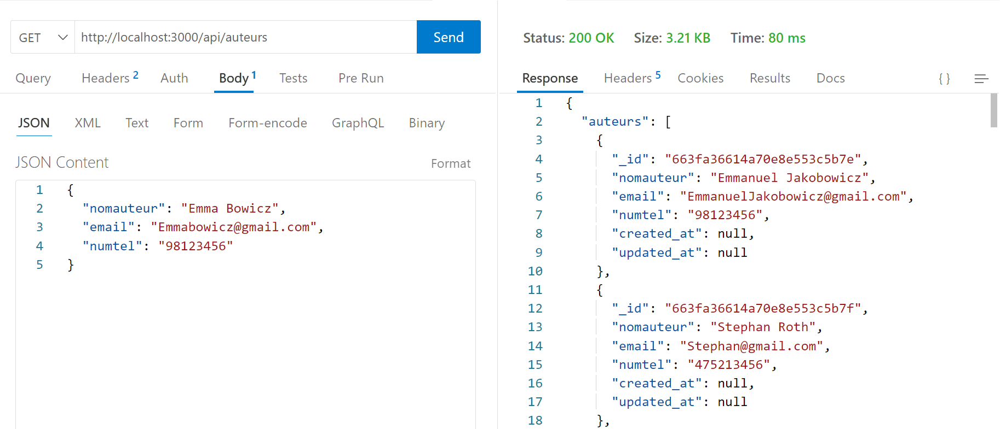 GET http://localhost:3000/api/auteurs Send
Query Headers 2 Auth Body 1 Tests Pre Run
JSON XML Text Form Form-encode GraphQL Binary
JSON Content Format
1 {
2 "nomauteur": "Emma Bowicz",
3 "email": "Emmabowicz@gmail.com",
4 "numtel": "98123456"
5 }
Status: 200 OK Size: 3.21 KB Time: 80 ms
Response Headers 5 Cookies Results Docs { }
1 {
2 "auteurs": [
3 {
4 "_id": "663fa36614a70e8e553c5b7e",
5 "nomauteur": "Emmanuel Jakobowicz",
6 "email": "EmmanuelJakobowicz@gmail.com",
7 "numtel": "98123456",
8 "created_at": null,
9 "updated_at": null
10 },
11 {
12 "_id": "663fa36614a70e8e553c5b7f",
13 "nomauteur": "Stephan Roth",
14 "email": "Stephan@gmail.com",
15 "numtel": "475213456",
16 "created_at": null,
17 "updated_at": null
18 },